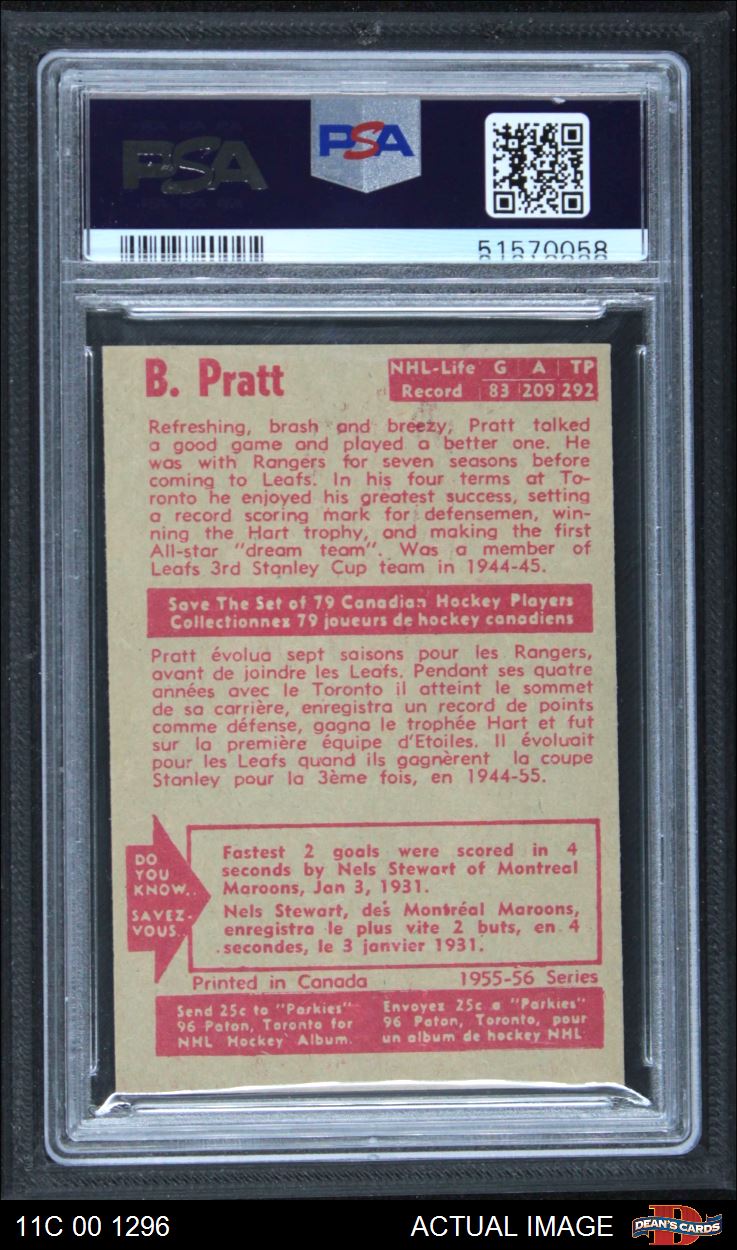 PSA
PSA
51570058
B. Pratt
NHL-Life G A TP
Record 83 209 292
Refreshing, brash and breezy, Pratt talked
a good game and played a better one. He
was with Rangers for seven seasons before
coming to Leafs. In his four terms at To-
ronto he enjoyed his greatest success, setting
a record scoring mark for defensemen, win-
ning the Hart trophy, and making the first
All-star "dream team". Was a member of
Leafs 3rd Stanley Cup team in 1944-45.
Save The Set of 79 Canadian Hockey Players
Collectionnez 79 joueurs de hockey canadiens
Pratt évolua sept saisons pour les Rangers,
avant de joindre les Leafs. Pendant ses quatre
années avec le Toronto il atteint le sommet
de sa carrière, enregistra un record de points
comme défense, gagna le trophée Hart et fut
sur la première équipe d'Etoiles. Il évoluait
pour les Leafs quand ils gagnèrent la coupe
Stanley pour la 3ème fois, en 1944-55.
DO
YOU
KNOW..
SAVEZ-
VOUS..
Fastest 2 goals were scored in 4
seconds by Nels Stewart of Montreal
Maroons, Jan 3, 1931.
Nels Stewart, des Montréal Maroons,
enregistra le plus vite 2 buts, en 4
secondes, le 3 janvier 1931.
Printed in Canada 1955-56 Series
Send 25c to "Parkies"
96 Paton, Toronto for
NHL Hockey Album.
Envoyez 25c a "Parkies"
96 Paton, Toronto, pour
un album de hockey NHL
11C 00 1296 ACTUAL IMAGE
DEAN'S CARDS